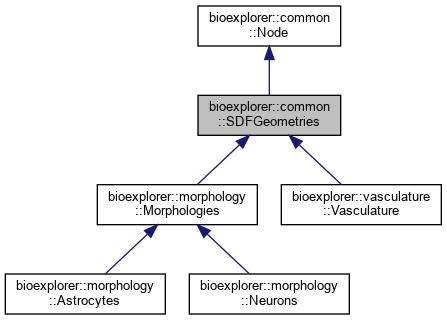 bioexplorer::common
::Node
bioexplorer::common
::SDFGeometries
bioexplorer::morphology
::Morphologies
bioexplorer::vasculature
::Vasculature
bioexplorer::morphology
::Astrocytes
bioexplorer::morphology
::Neurons